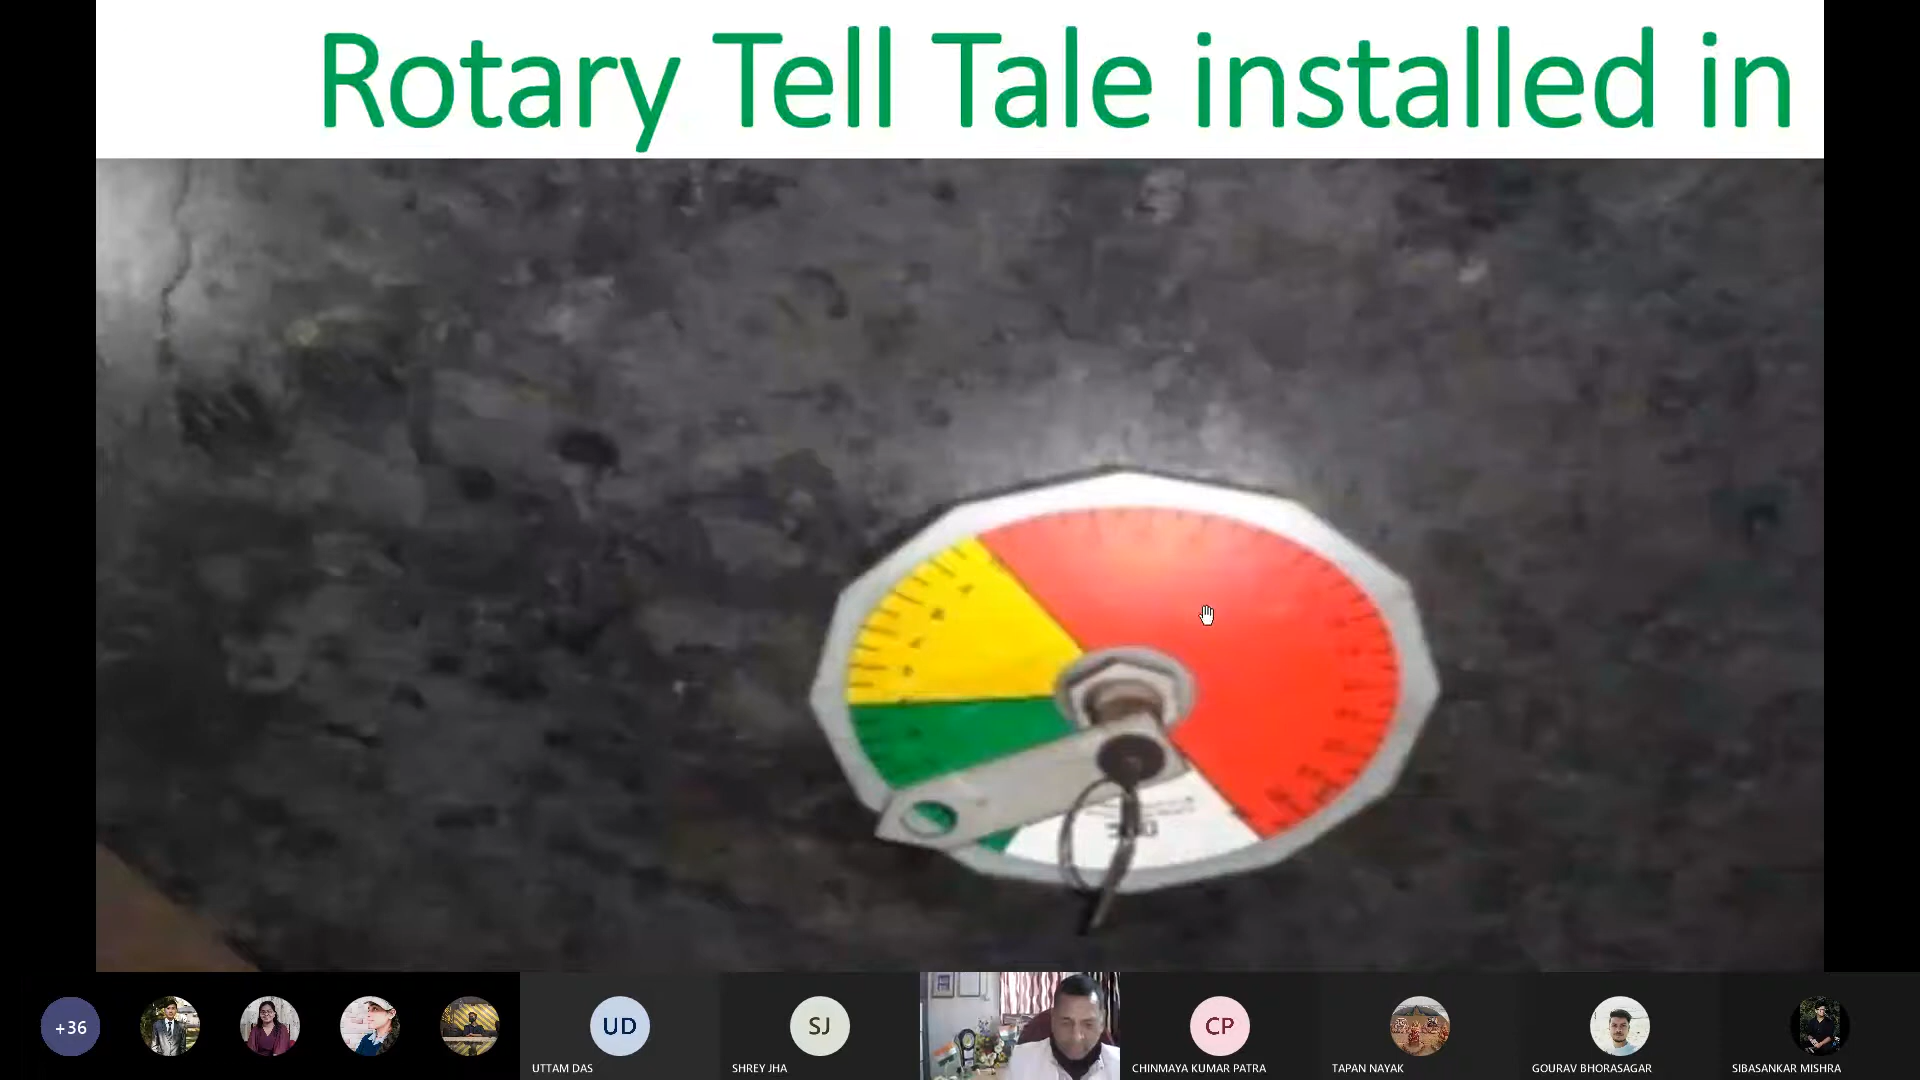 Rotary Tell Tale installed in
+36
UD
UTTAM DAS
SJ
SHREY JHA
CP
CHINMAYA KUMAR PATRA
TAPAN NAYAK
GOURAV BHORASAGAR
SIBASANKAR MISHRA